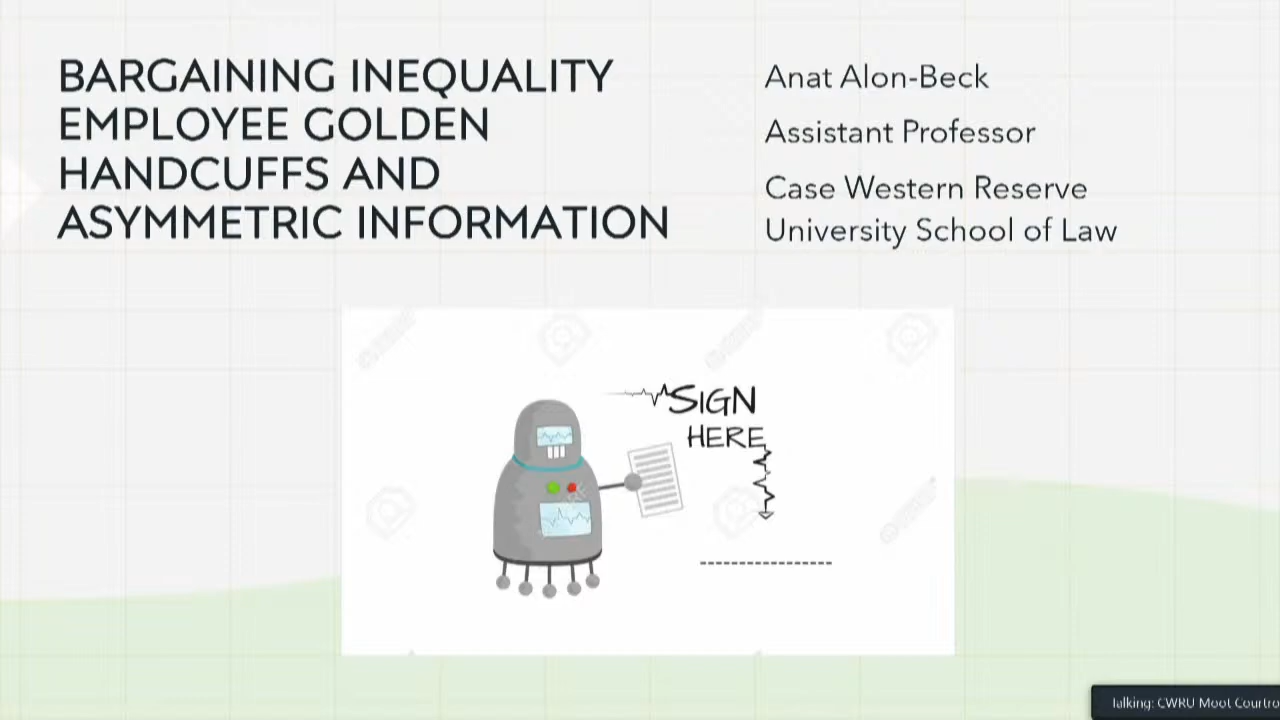 BARGAINING INEQUALITY
EMPLOYEE GOLDEN
HANDCUFFS AND
ASYMMETRIC INFORMATION
Anat Alon-Beck
Assistant Professor
Case Western Reserve
University School of Law
SIGN
HERE
Talking: CWRU Moot Courtro